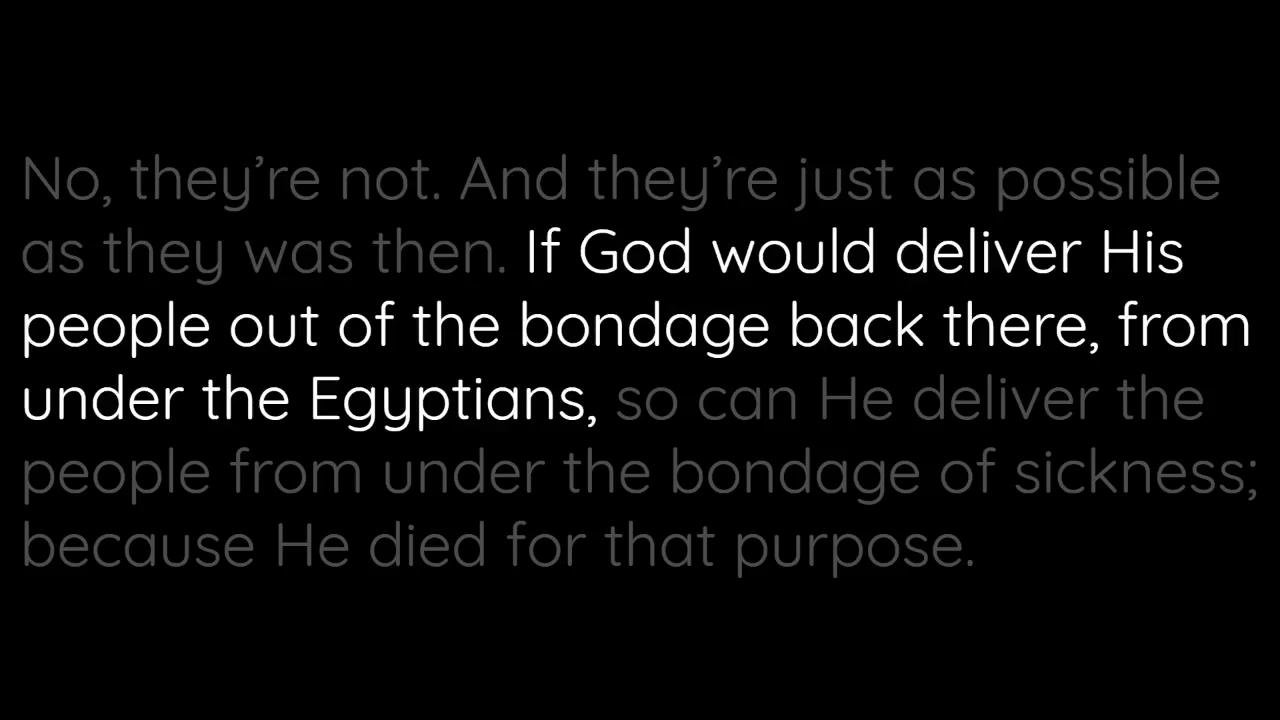 No, they’re not. And they’re just as possible
as they was then. If God would deliver His
people out of the bondage back there, from
under the Egyptians, so can He deliver the
people from under the bondage of sickness;
because He died for that purpose.